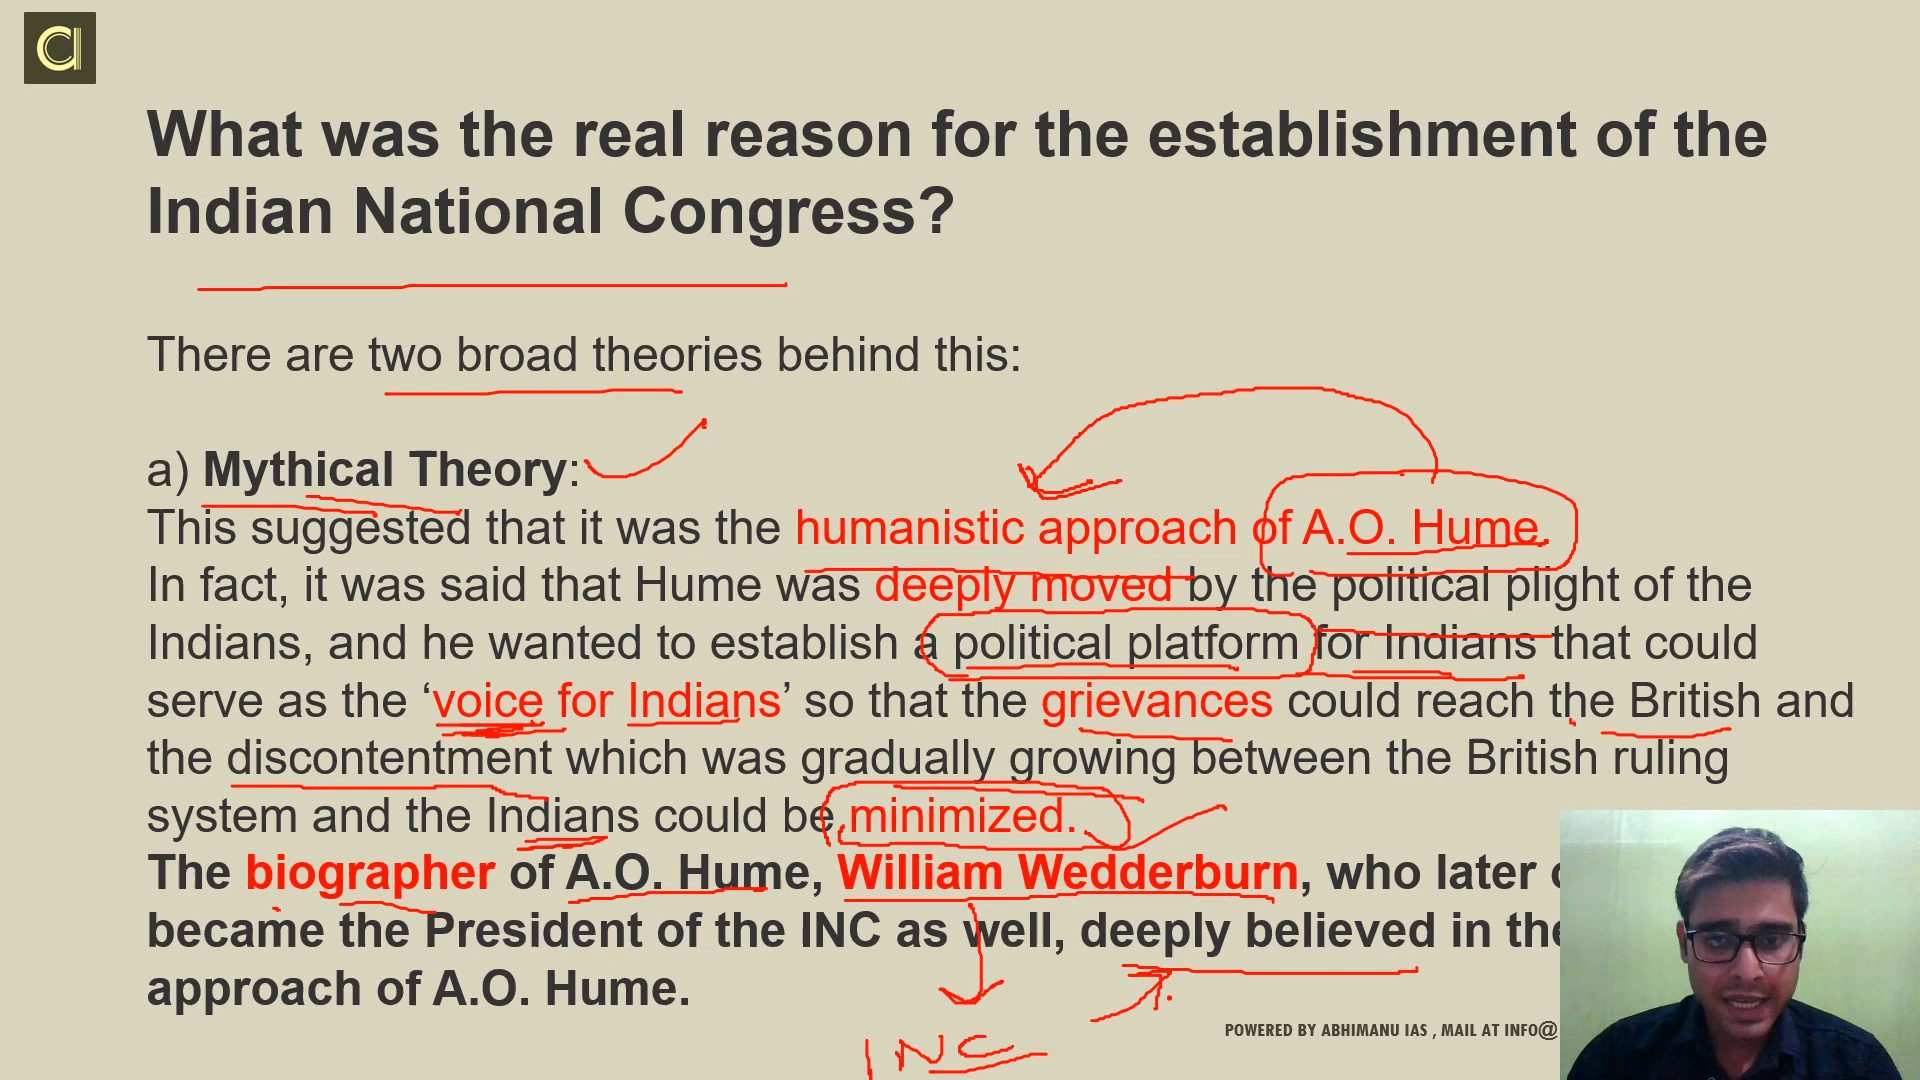 What was the real reason for the establishment of the
Indian National Congress?
There are two broad theories behind this:
a) Mythical Theory:
This suggested that it was the humanistic approach of A.O. Hume.
In fact, it was said that Hume was deeply moved by the political plight of the
Indians, and he wanted to establish a political platform for Indians that could
serve as the ‘voice for Indians’ so that the grievances could reach the British and
the discontentment which was gradually growing between the British ruling
system and the Indians could be minimized.
The biographer of A.O. Hume, William Wedderburn, who later
became the President of the INC as well, deeply believed in the
approach of A.O. Hume.
POWERED BY ABHIMANU IAS , MAIL AT INFO@
INC